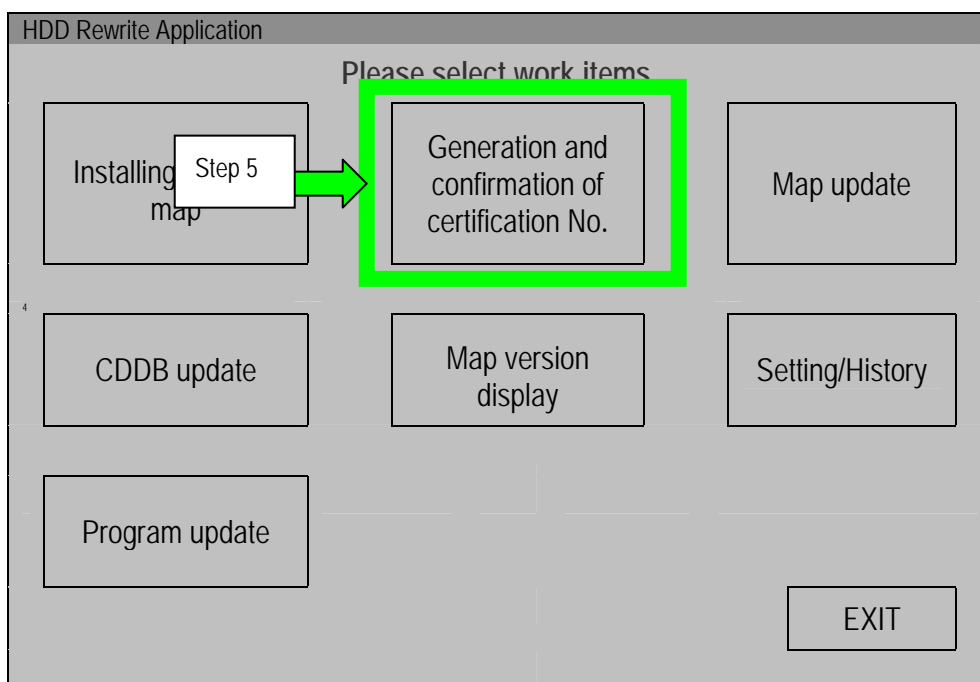 HDD Rewrite Application
Please select work items
Installing
map
Step 5
Generation and
confirmation of
certification No.
Map update
4
CDDB update
Map version
display
Setting/History
Program update
EXIT